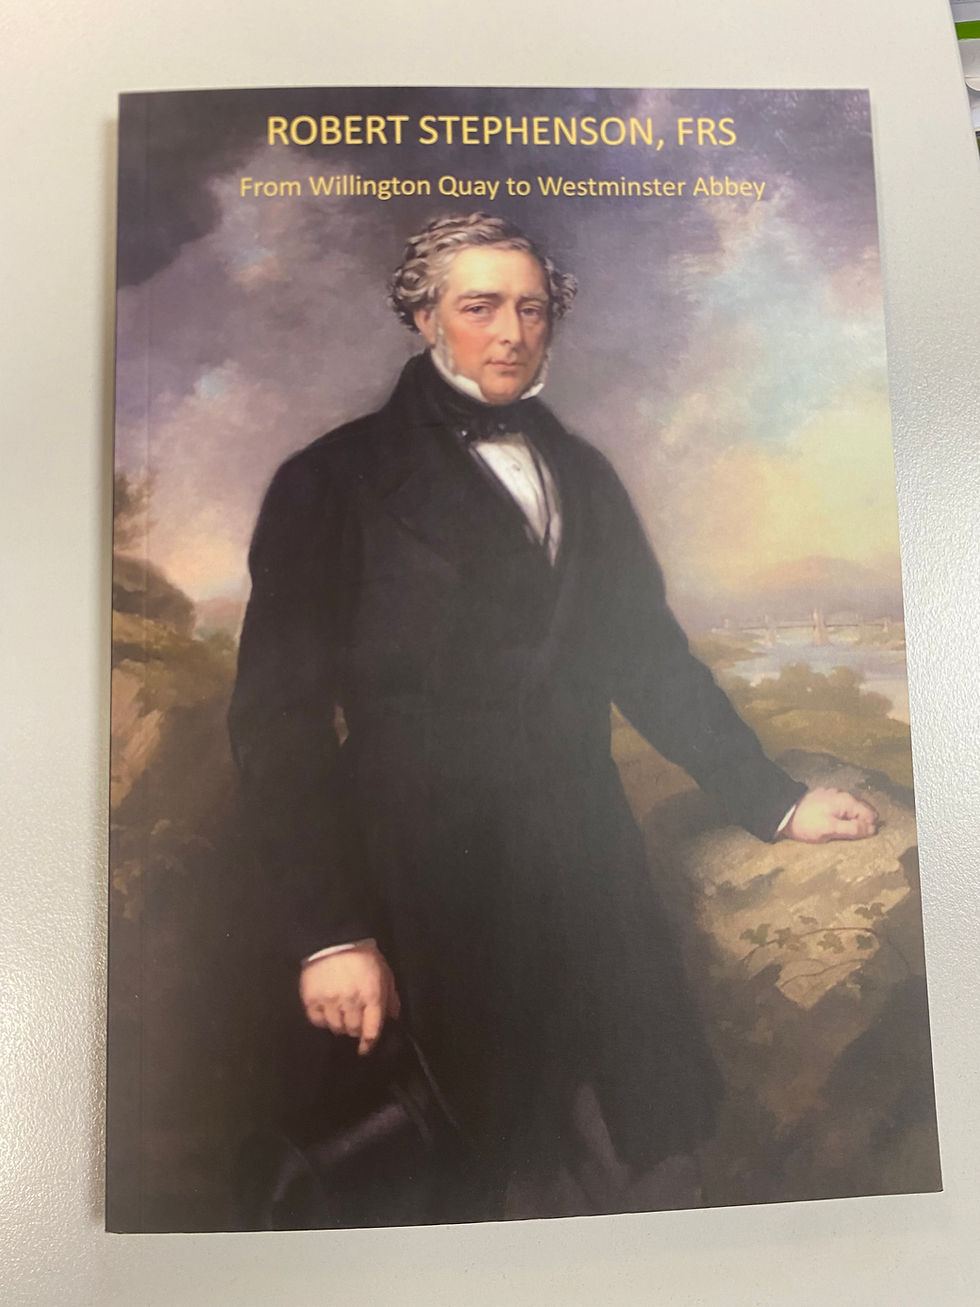 ROBERT STEPHENSON, FRS
From Willington Quay to Westminster Abbey